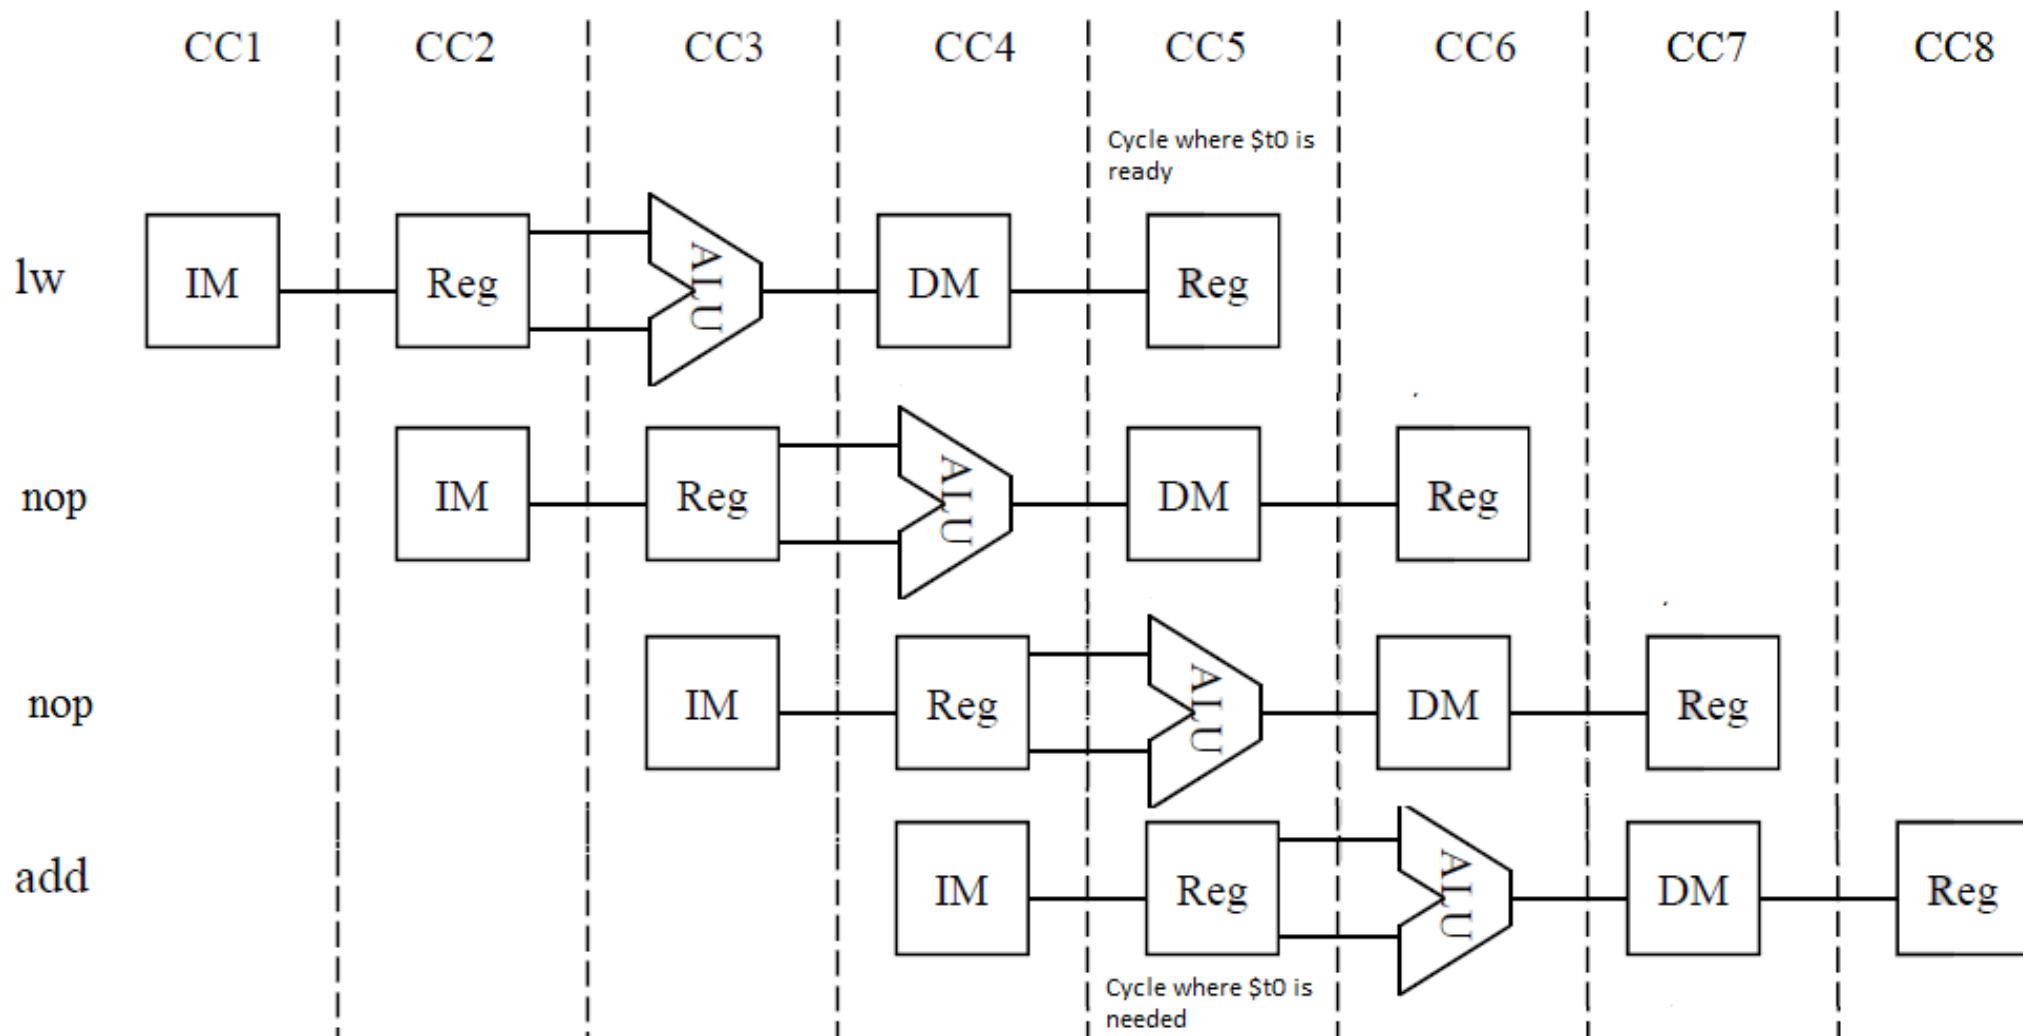 CC1 CC2 CC3 CC4 CC5 CC6 CC7 CC8
Cycle where $t0 is
ready
lw IM Reg ALU DM Reg
nop IM Reg ALU DM Reg
nop IM Reg ALU DM Reg
add IM Reg ALU DM Reg
Cycle where $t0 is
needed